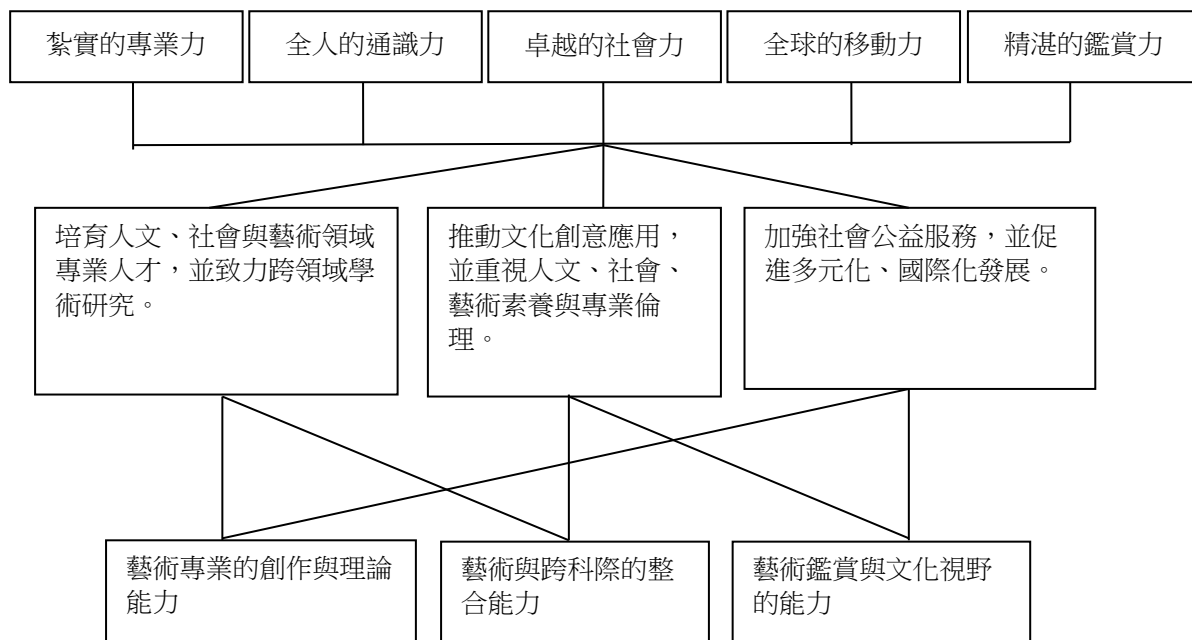 紮實的專業力
全人的通識力
卓越的社會力
全球的移動力
精湛的鑑賞力
培育人文、社會與藝術領域
專業人才，並致力跨領域學
術研究。
推動文化創意應用，
並重視人文、社會、
藝術素養與專業倫
理。
加強社會公益服務，並促
進多元化、國際化發展。
藝術專業的創作與理論
能力
藝術與跨科際的整
合能力
藝術鑑賞與文化視野
的能力